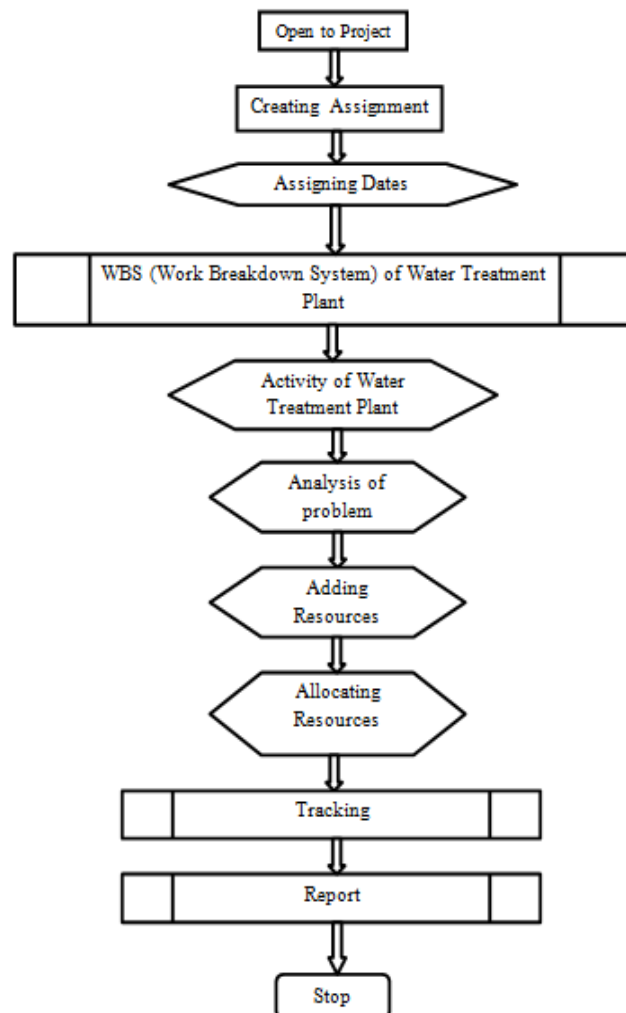 Open to Project
Creating Assignment
Assigning Dates
WBS (Work Breakdown System) of Water Treatment
Plant
Activity of Water
Treatment Plant
Analysis of
problem
Adding
Resources
Allocating
Resources
Tracking
Report
Stop